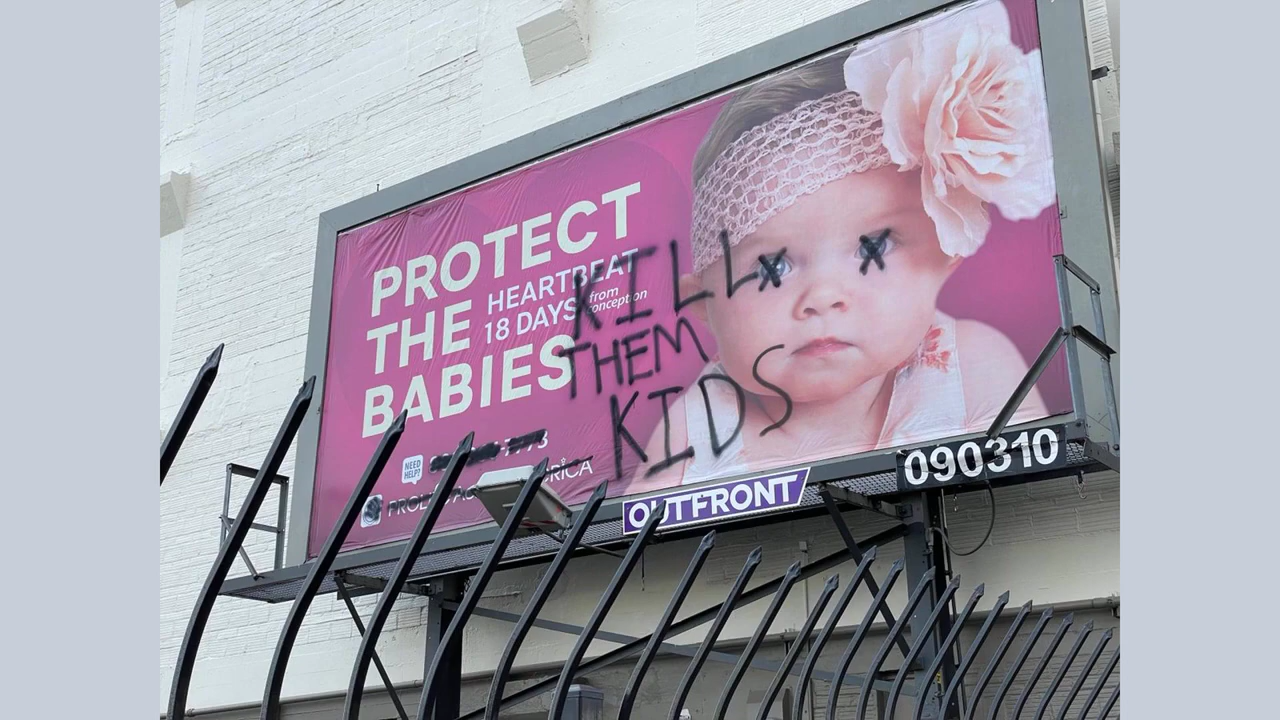 PROTECT
THE HEARTBEAT
18 DAYS from conception
BABIES
KILL
THEM
KIDS
NEED HELP?
OUTFRONT
090310